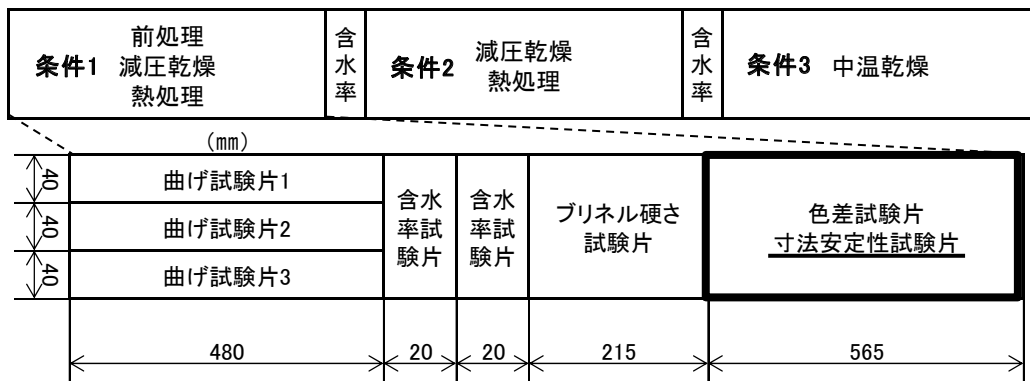 条件1
前処理
減圧乾燥
熱処理
含水率
条件2
減圧乾燥
熱処理
含水率
条件3 中温乾燥
(mm)
40
曲げ試験片1
40
曲げ試験片2
40
曲げ試験片3
含水
率試
験片
含水
率試
験片
ブリネル硬さ
試験片
色差試験片
寸法安定性試験片
480
20
20
215
565